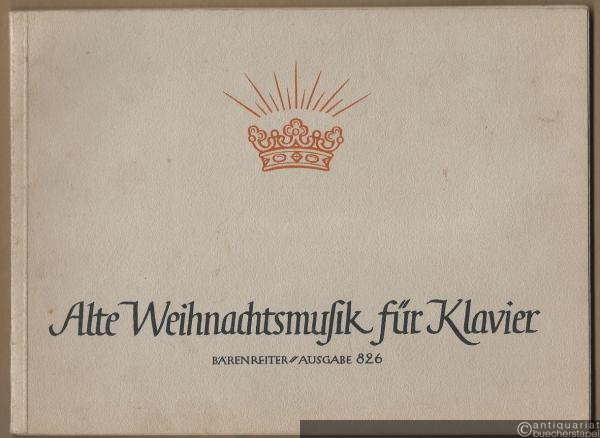 Alte Weihnachtsmuſik für Klavier
BÄRENREITER-AUSGABE 826
©antiquariat
buecherstapel